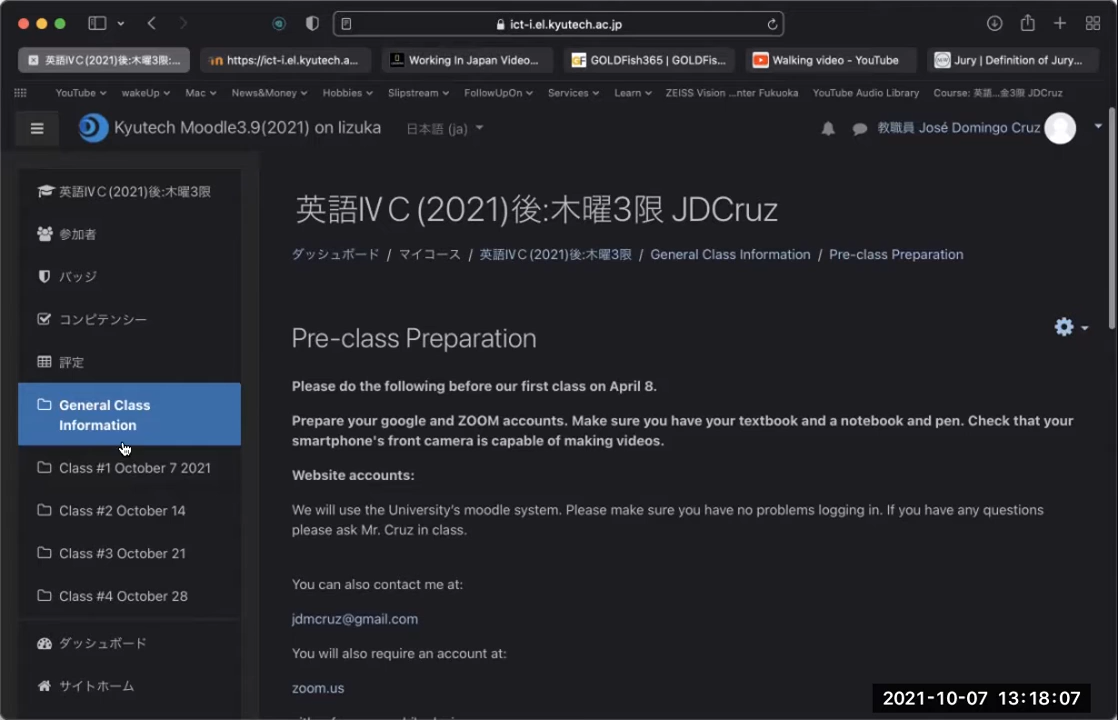 ict-i.el.kyutech.ac.jp
英語ⅣC(2021)後:木曜3限:...
https://ict-i.el.kyutech.a...
Working In Japan Video...
GOLDFish365 | GOLDFis...
Walking video - YouTube
Jury | Definition of Jury...
YouTube
wakeUp
Mac
News&Money
Hobbies
Slipstream
FollowUpOn
Services
Learn
ZEISS Vision ...nter Fukuoka
YouTube Audio Library
Course: 英語...金3限 JDCruz
Kyutech Moodle3.9(2021) on Iizuka
日本語 (ja)
教職員 José Domingo Cruz
英語ⅣC(2021)後:木曜3限
参加者
バッジ
コンピテンシー
評定
General Class
Information
Class #1 October 7 2021
Class #2 October 14
Class #3 October 21
Class #4 October 28
ダッシュボード
サイトホーム
英語ⅣC(2021)後:木曜3限 JDCruz
ダッシュボード / マイコース / 英語ⅣC(2021)後:木曜3限 / General Class Information / Pre-class Preparation
Pre-class Preparation
Please do the following before our first class on April 8.
Prepare your google and ZOOM accounts. Make sure you have your textbook and a notebook and pen. Check that your
smartphone's front camera is capable of making videos.
Website accounts:
We will use the University's moodle system. Please make sure you have no problems logging in. If you have any questions
please ask Mr. Cruz in class.
You can also contact me at:
jdmcruz@gmail.com
You will also require an account at:
zoom.us
2021-10-07 13:18:07